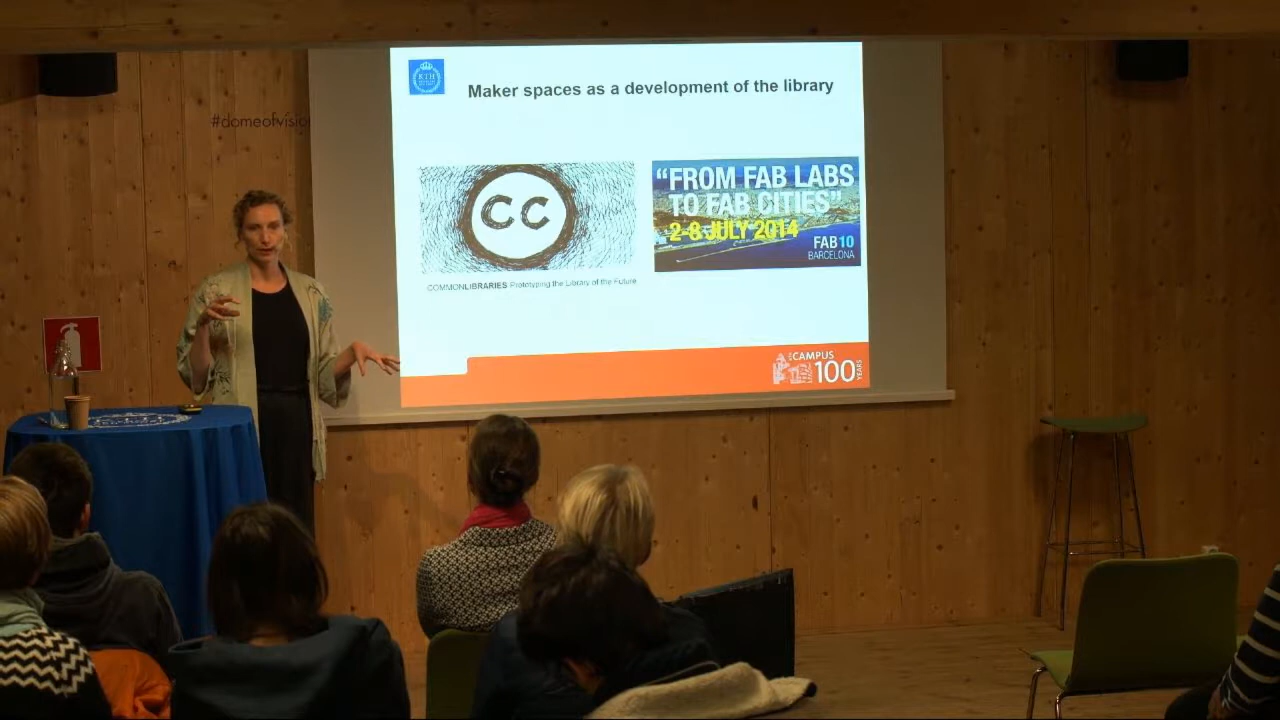 #domeofvisio
KTH
Maker spaces as a development of the library
CC
COMMONLIBRARIES Prototyping the Library of the Future
“FROM FAB LABS
TO FAB CITIES”
2-8 JULY 2014
FAB10
BARCELONA
CAMPUS
100
YEARS